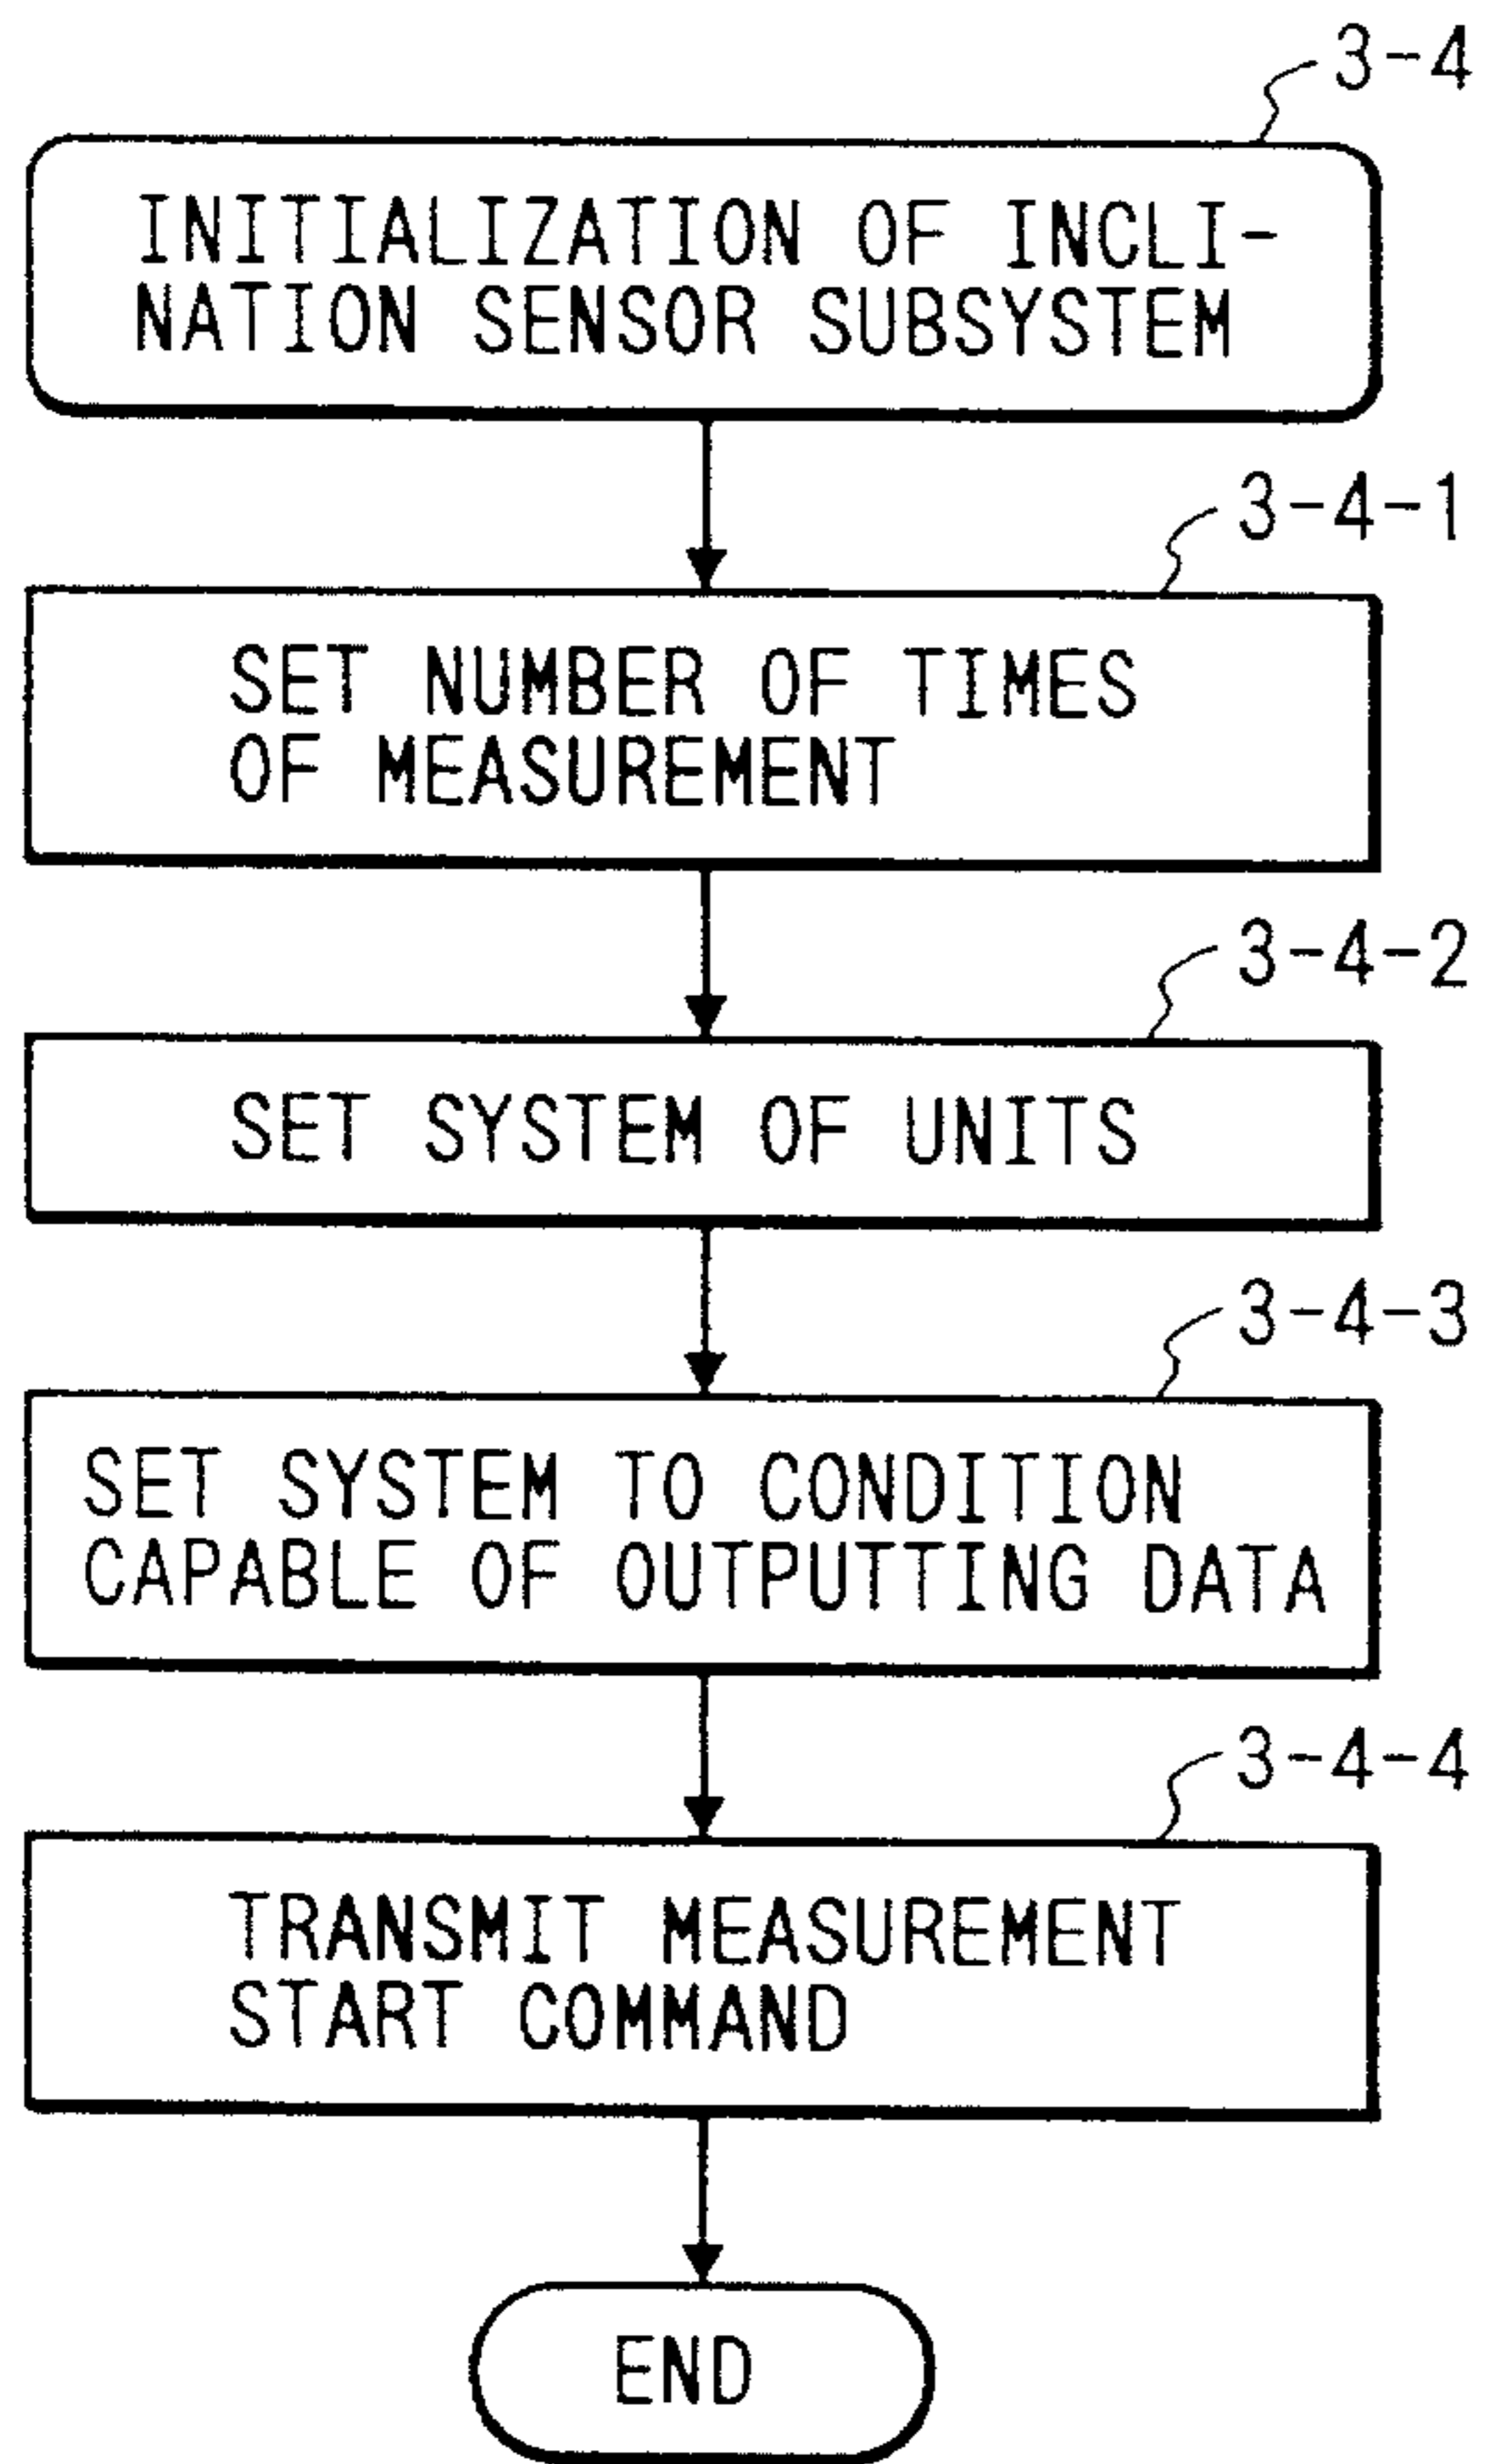 3-4
INITIALIZATION OF INCLI-
NATION SENSOR SUBSYSTEM
3-4-1
SET NUMBER OF TIMES
OF MEASUREMENT
3-4-2
SET SYSTEM OF UNITS
3-4-3
SET SYSTEM TO CONDITION
CAPABLE OF OUTPUTTING DATA
3-4-4
TRANSMIT MEASUREMENT
START COMMAND
END